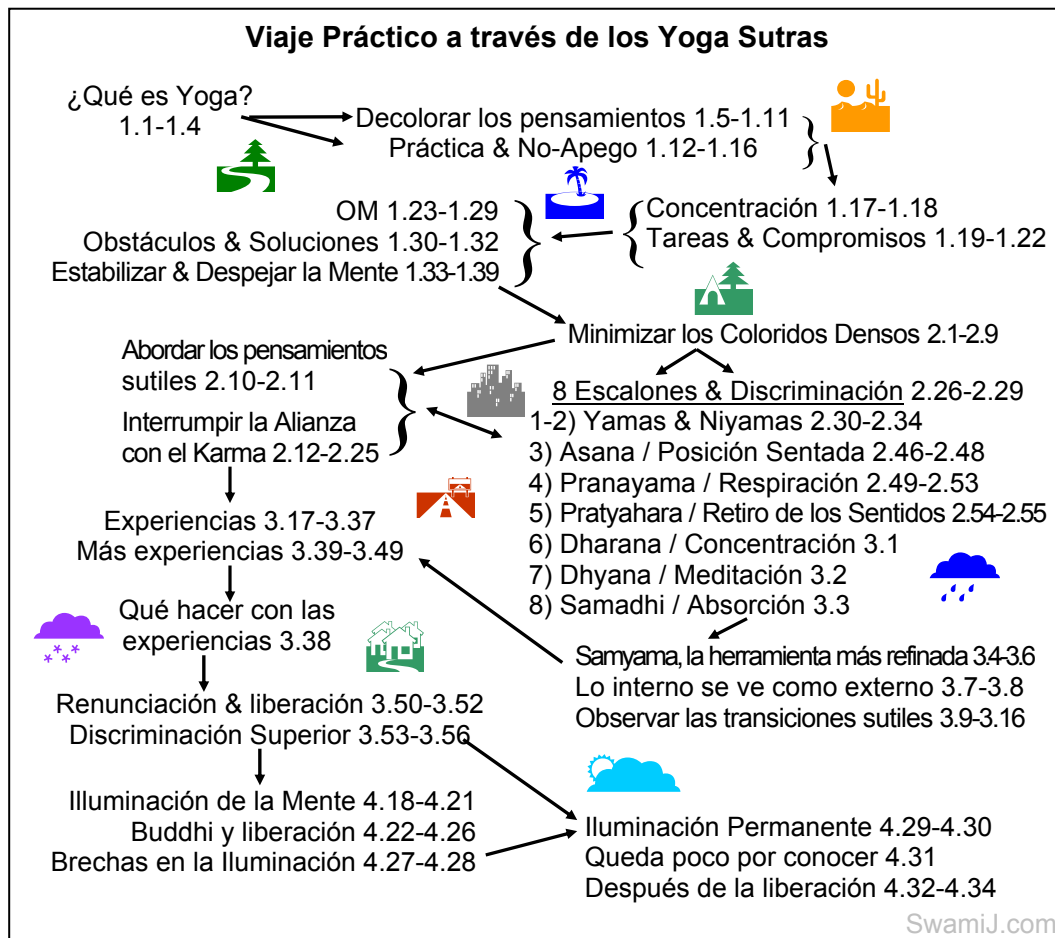 Viaje Práctico a través de los Yoga Sutras
¿Qué es Yoga?
1.1-1.4
Decolorar los pensamientos 1.5-1.11
Práctica & No-Apego 1.12-1.16
Concentración 1.17-1.18
Tareas & Compromisos 1.19-1.22
OM 1.23-1.29
Obstáculos & Soluciones 1.30-1.32
Estabilizar & Despejar la Mente 1.33-1.39
Minimizar los Coloridos Densos 2.1-2.9
Abordar los pensamientos
sutiles 2.10-2.11
Interrumpir la Alianza
con el Karma 2.12-2.25
8 Escalones & Discriminación 2.26-2.29
1-2) Yamas & Niyamas 2.30-2.34
3) Asana / Posición Sentada 2.46-2.48
4) Pranayama / Respiración 2.49-2.53
5) Pratyahara / Retiro de los Sentidos 2.54-2.55
6) Dharana / Concentración 3.1
7) Dhyana / Meditación 3.2
8) Samadhi / Absorción 3.3
Samyama, la herramienta más refinada 3.4-3.6
Lo interno se ve como externo 3.7-3.8
Observar las transiciones sutiles 3.9-3.16
Experiencias 3.17-3.37
Más experiencias 3.39-3.49
Qué hacer con las
experiencias 3.38
Renunciación & liberación 3.50-3.52
Discriminación Superior 3.53-3.56
Illuminación de la Mente 4.18-4.21
Buddhi y liberación 4.22-4.26
Brechas en la Iluminación 4.27-4.28
Iluminación Permanente 4.29-4.30
Queda poco por conocer 4.31
Después de la liberación 4.32-4.34
SwamiJ.com